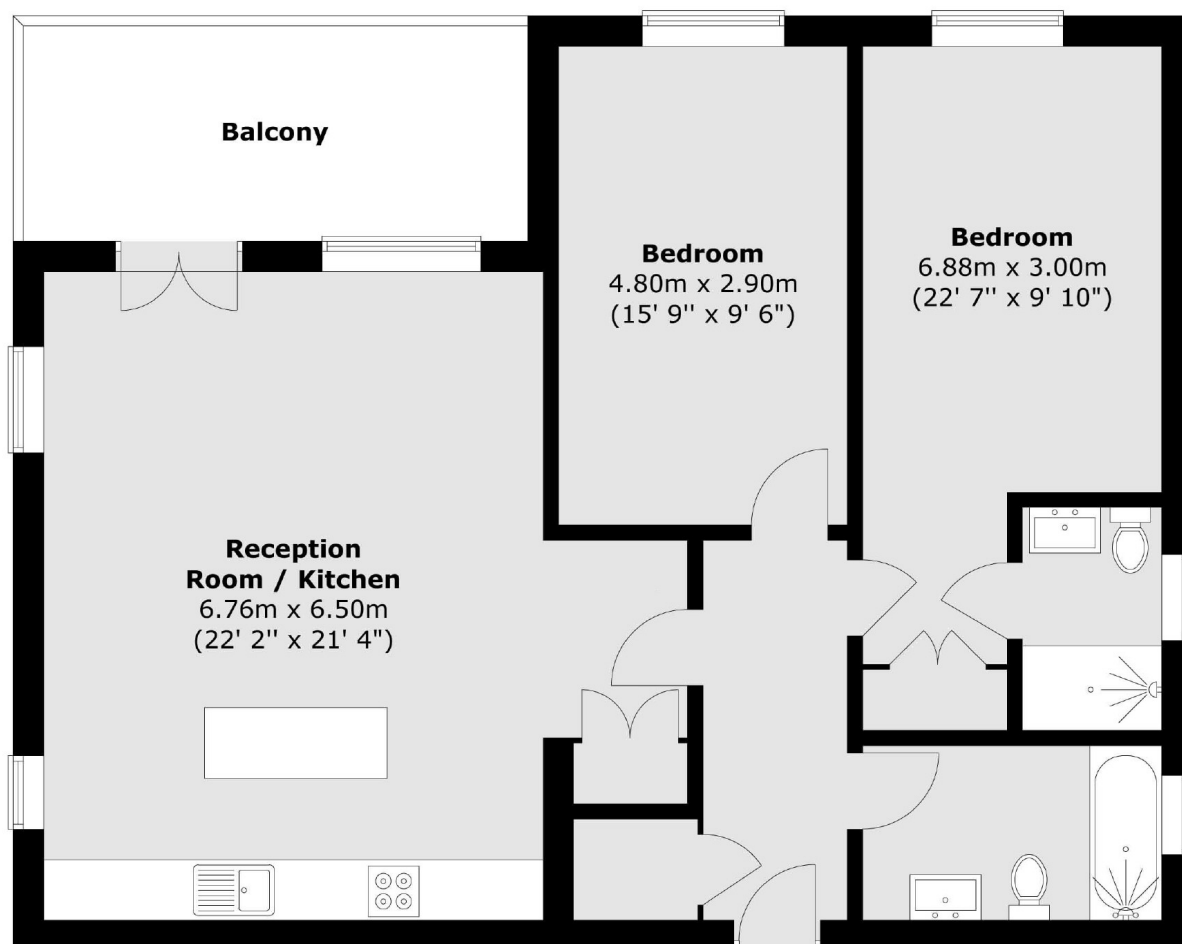 Balcony
Bedroom
4.80m x 2.90m
(15' 9'' x 9' 6")
Bedroom
6.88m x 3.00m
(22' 7'' x 9' 10")
Reception
Room / Kitchen
6.76m x 6.50m
(22' 2'' x 21' 4")